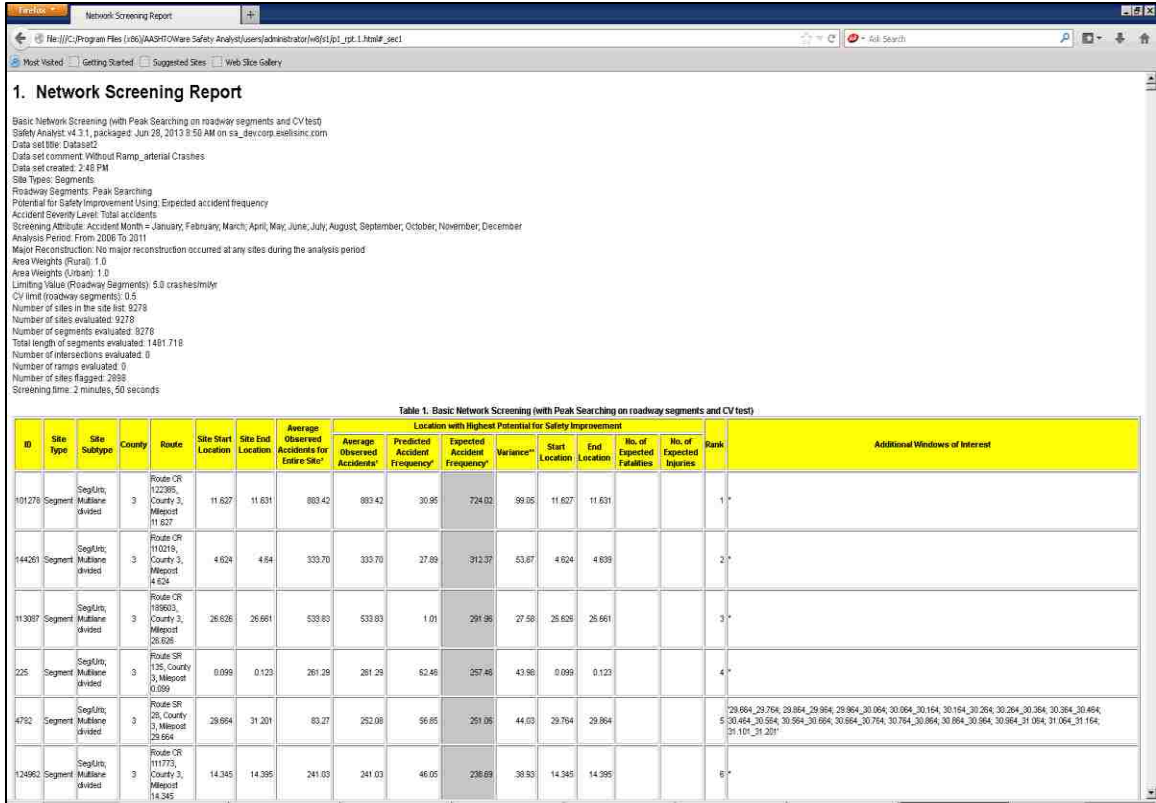 Firefox
Network Screening Report
+
file:///C:/Program Files (x86)/AASHTOWare Safety Analyst/users/administrator/w8/s1/p1_rpt.1.html#_sec1
Ask Search
Most Visited Getting Started Suggested Sites Web Slice Gallery
1. Network Screening Report
Basic Network Screening (with Peak Searching on roadway segments and CV test)
Safety Analyst: v4.3.1, packaged: Jun 28, 2013 8:50 AM on sa_dev.corp.exelisinc.com
Data set title: Dataset2
Data set comment: Without Ramp_arterial Crashes
Data set created: 2:48 PM
Site Types: Segments
Roadway Segments: Peak Searching
Potential for Safety Improvement Using: Expected accident frequency
Accident Severity Level: Total accidents
Screening Attribute: Accident Month = January; February; March; April; May; June; July; August; September; October; November; December
Analysis Period: From 2006 To 2011
Major Reconstruction: No major reconstruction occurred at any sites during the analysis period
Area Weights (Rural): 1.0
Area Weights (Urban): 1.0
Limiting Value (Roadway Segments): 5.0 crashes/mi/yr
CV limit (roadway segments): 0.5
Number of sites in the site list: 9278
Number of sites evaluated: 9278
Number of segments evaluated: 9278
Total length of segments evaluated: 1481.718
Number of intersections evaluated: 0
Number of ramps evaluated: 0
Number of sites flagged: 2898
Screening time: 2 minutes, 50 seconds
Table 1. Basic Network Screening (with Peak Searching on roadway segments and CV test)
Location with Highest Potential for Safety Improvement
ID Site Type Site Subtype County Route Site Start Location Site End Location Average Observed Accidents for Entire Site* Average Observed Accidents* Predicted Accident Frequency* Expected Accident Frequency* Variance** Start Location End Location No. of Expected Fatalities No. of Expected Injuries Rank Additional Windows of Interest
101278 Segment Seg/Urb; Multilane divided 3 Route CR 122385, County 3, Milepost 11.627 11.627 11.631 883.42 883.42 30.95 724.02 99.05 11.627 11.631 1 "
144261 Segment Seg/Urb; Multilane divided 3 Route CR 110219, County 3, Milepost 4.624 4.624 4.64 333.70 333.70 27.89 312.37 53.67 4.624 4.639 2 "
113087 Segment Seg/Urb; Multilane divided 3 Route CR 189603, County 3, Milepost 26.626 26.626 26.661 533.83 533.83 1.01 291.96 27.58 26.626 26.661 3 "
225 Segment Seg/Urb; Multilane divided 3 Route SR 135, County 3, Milepost 0.099 0.099 0.123 261.29 261.29 62.46 257.46 43.98 0.099 0.123 4 "
4792 Segment Seg/Urb; Multilane divided 3 Route SR 28, County 3, Milepost 29.664 29.664 31.201 83.27 252.08 56.85 251.06 44.03 29.764 29.864 5 "29.664_29.764; 29.864_29.964; 29.964_30.064; 30.064_30.164; 30.164_30.264; 30.264_30.364; 30.364_30.464;
30.464_30.564; 30.564_30.664; 30.664_30.764; 30.764_30.864; 30.864_30.964; 30.964_31.064; 31.064_31.164;
31.101_31.201"
124962 Segment Seg/Urb; Multilane divided 3 Route CR 111773, County 3, Milepost 14.345 14.345 14.395 241.03 241.03 46.05 238.69 38.93 14.345 14.395 6 "